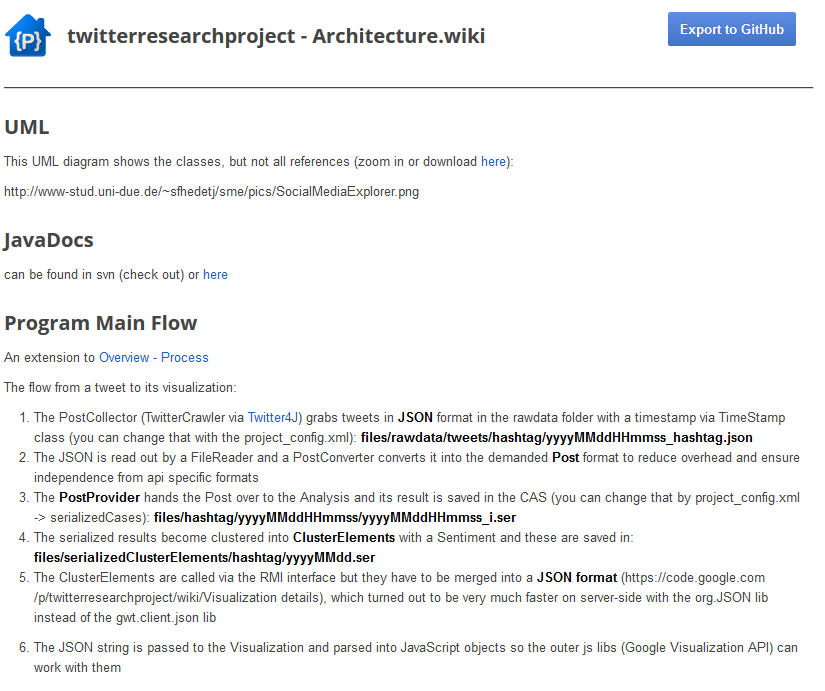 {P}
twitterresearchproject - Architecture.wiki
Export to GitHub
UML
This UML diagram shows the classes, but not all references (zoom in or download here):
http://www-stud.uni-due.de/~sfhedetj/sme/pics/SocialMediaExplorer.png
JavaDocs
can be found in svn (check out) or here
Program Main Flow
An extension to Overview - Process
The flow from a tweet to its visualization:
1. The PostCollector (TwitterCrawler via Twitter4J) grabs tweets in JSON format in the rawdata folder with a timestamp via TimeStamp
class (you can change that with the project_config.xml): files/rawdata/tweets/hashtag/yyyyMMddHHmmss_hashtag.json
2. The JSON is read out by a FileReader and a PostConverter converts it into the demanded Post format to reduce overhead and ensure
independence from api specific formats
3. The PostProvider hands the Post over to the Analysis and its result is saved in the CAS (you can change that by project_config.xml
-> serializedCases): files/hashtag/yyyyMMddHHmmss/yyyyMMddHHmmss_i.ser
4. The serialized results become clustered into ClusterElements with a Sentiment and these are saved in:
files/serializedClusterElements/hashtag/yyyyMMdd.ser
5. The ClusterElements are called via the RMI interface but they have to be merged into a JSON format (https://code.google.com
/p/twitterresearchproject/wiki/Visualization details), which turned out to be very much faster on server-side with the org.JSON lib
instead of the gwt.client.json lib
6. The JSON string is passed to the Visualization and parsed into JavaScript objects so the outer js libs (Google Visualization API) can
work with them